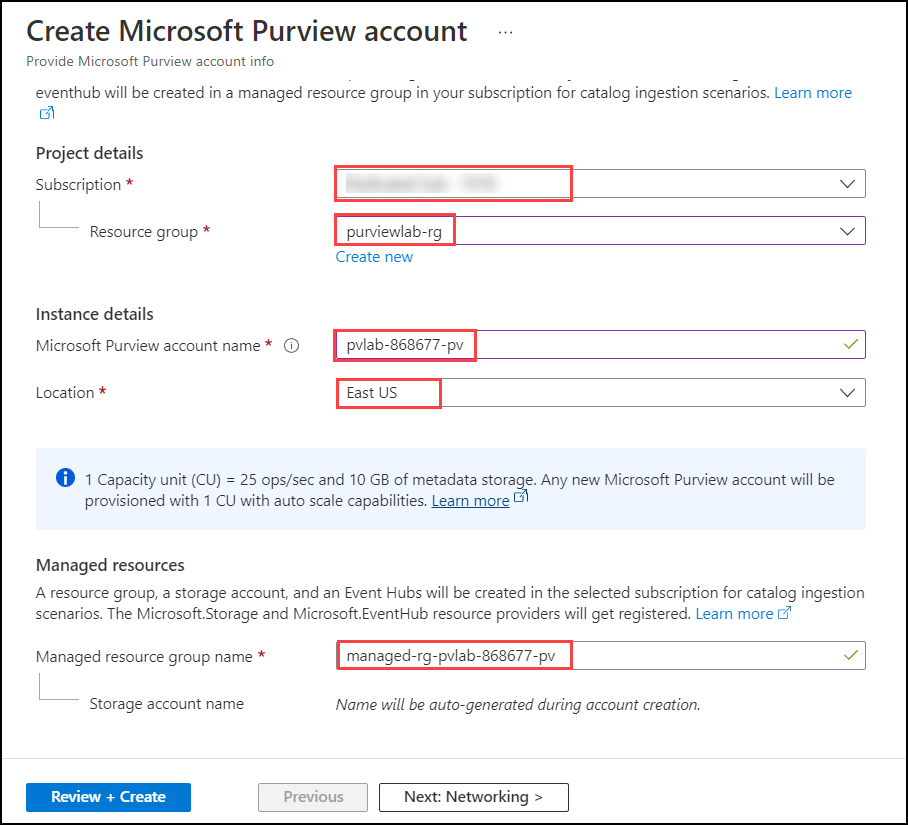 Create Microsoft Purview account ...
Provide Microsoft Purview account info
eventhub will be created in a managed resource group in your subscription for catalog ingestion scenarios. Learn more
Project details
Subscription *
Resource group *
purviewlab-rg
Create new
Instance details
Microsoft Purview account name *
pvlab-868677-pv
Location *
East US
1 Capacity unit (CU) = 25 ops/sec and 10 GB of metadata storage. Any new Microsoft Purview account will be
provisioned with 1 CU with auto scale capabilities. Learn more
Managed resources
A resource group, a storage account, and an Event Hubs will be created in the selected subscription for catalog ingestion
scenarios. The Microsoft.Storage and Microsoft.EventHub resource providers will get registered. Learn more
Managed resource group name *
managed-rg-pvlab-868677-pv
Storage account name
Name will be auto-generated during account creation.
Review + Create
Previous
Next: Networking >